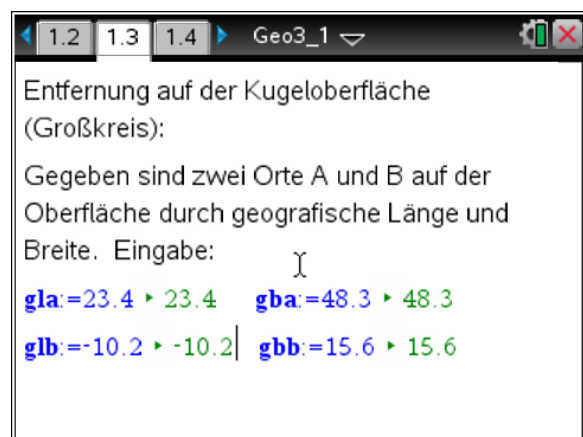 1.2 1.3 1.4 Geo3_1
Entfernung auf der Kugeloberfläche
(Großkreis):
Gegeben sind zwei Orte A und B auf der
Oberfläche durch geografische Länge und
Breite. Eingabe:
gla:=23.4 ▸ 23.4 gba:=48.3 ▸ 48.3
glb:=-10.2 ▸ -10.2 gbb:=15.6 ▸ 15.6